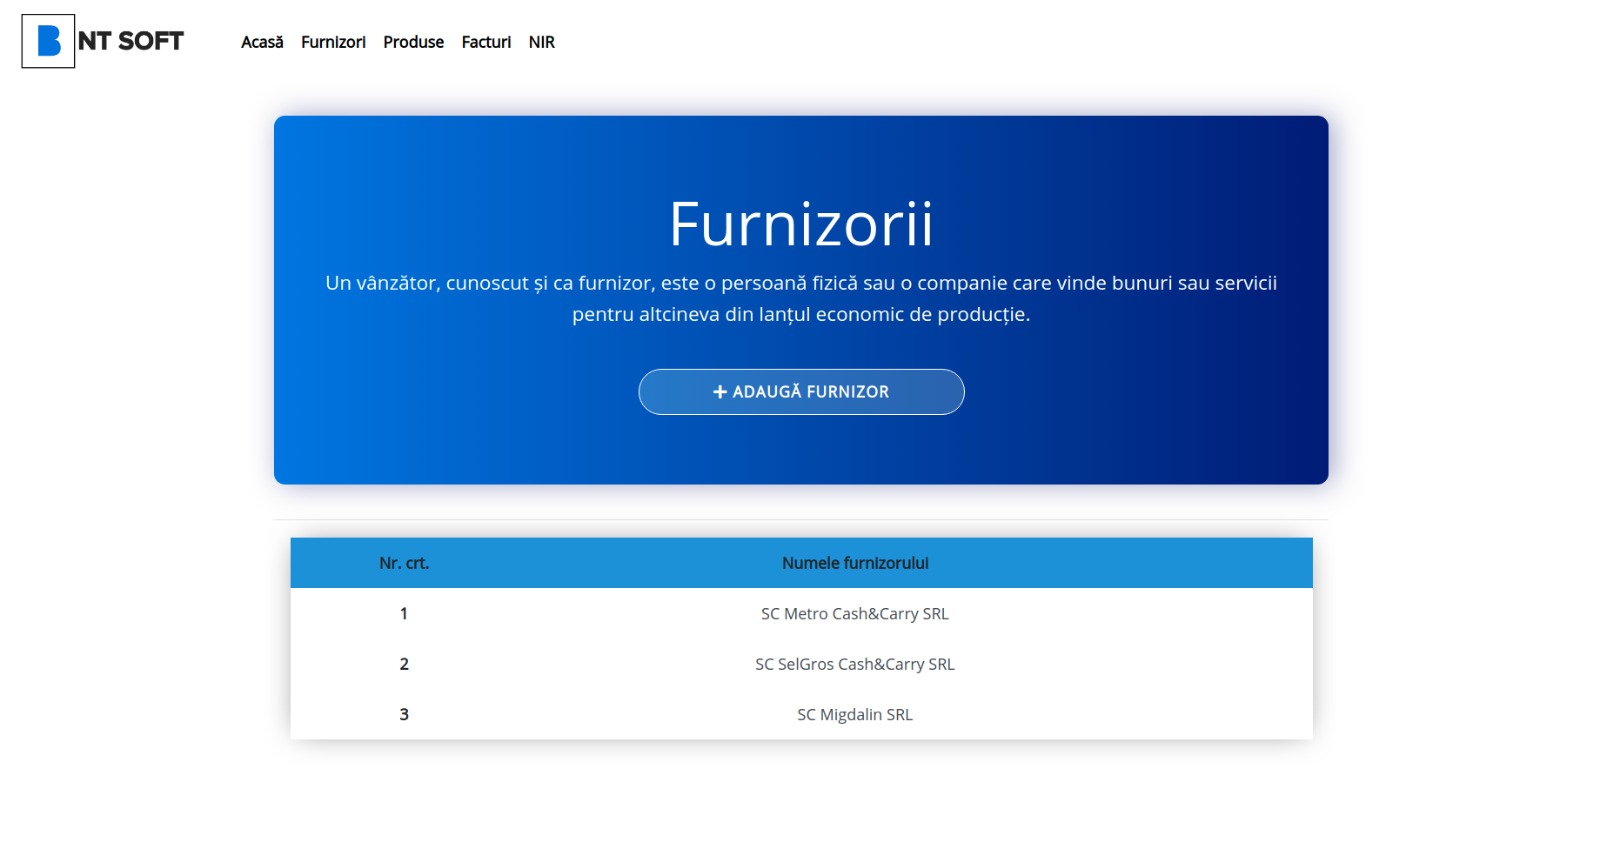 B NT SOFT
Acasă Furnizori Produse Facturi NIR
Furnizorii
Un vânzător, cunoscut și ca furnizor, este o persoană fizică sau o companie care vinde bunuri sau servicii
pentru altcineva din lanțul economic de producție.
+ ADAUGĂ FURNIZOR
Nr. crt. Numele furnizorului
1 SC Metro Cash&Carry SRL
2 SC SelGros Cash&Carry SRL
3 SC Migdalin SRL